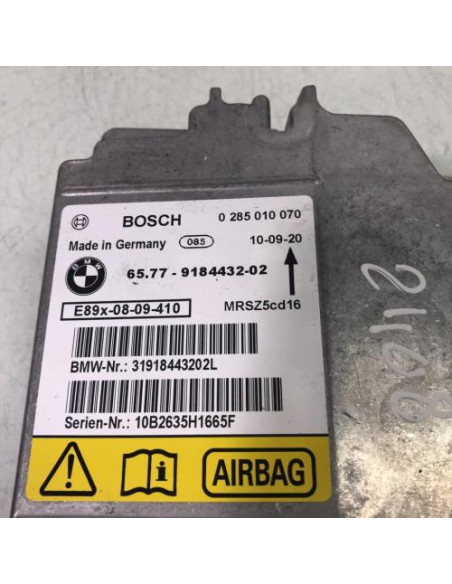 BOSCH 0 285 010 070
Made in Germany 085 10-09-20
BMW
65.77 - 9184432-02
E89x-08-09-410 MRSZ5cd16
BMW-Nr.: 31918443202L
Serien-Nr.: 10B2635H1665F
AIRBAG